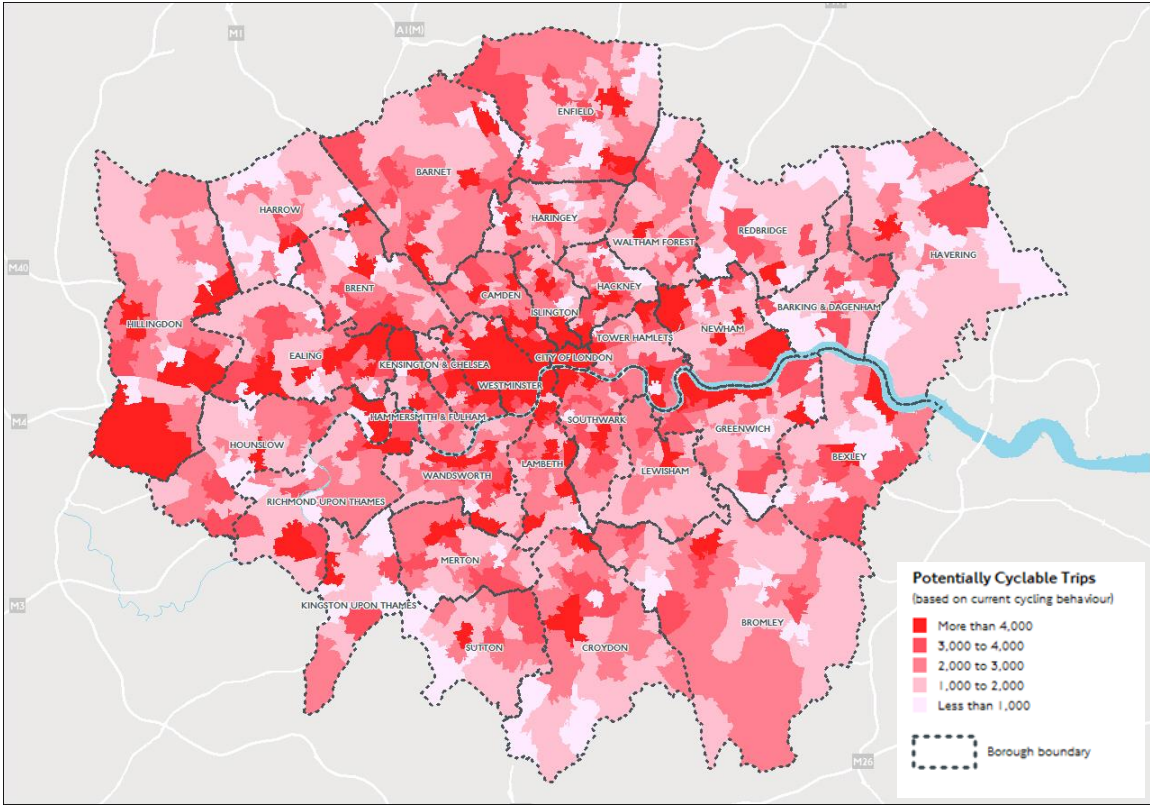 M1
A1(M)
ENFIELD
BARNET
HARROW
HARINGEY
WALTHAM FOREST
REDBRIDGE
HAVERING
M40
BRENT
CAMDEN
HACKNEY
ISLINGTON
BARKING & DAGENHAM
HILLINGDON
NEWHAM
TOWER HAMLETS
EALING
CITY OF LONDON
KENSINGTON & CHELSEA
WESTMINSTER
M4
HAMMERSMITH & FULHAM
SOUTHWARK
GREENWICH
HOUNSLOW
BEXLEY
LAMBETH
LEWISHAM
WANDSWORTH
RICHMOND UPON THAMES
MERTON
M3
KINGSTON UPON THAMES
BROMLEY
SUTTON
CROYDON
M26
Potentially Cyclable Trips
(based on current cycling behaviour)
More than 4,000
3,000 to 4,000
2,000 to 3,000
1,000 to 2,000
Less than 1,000
Borough boundary